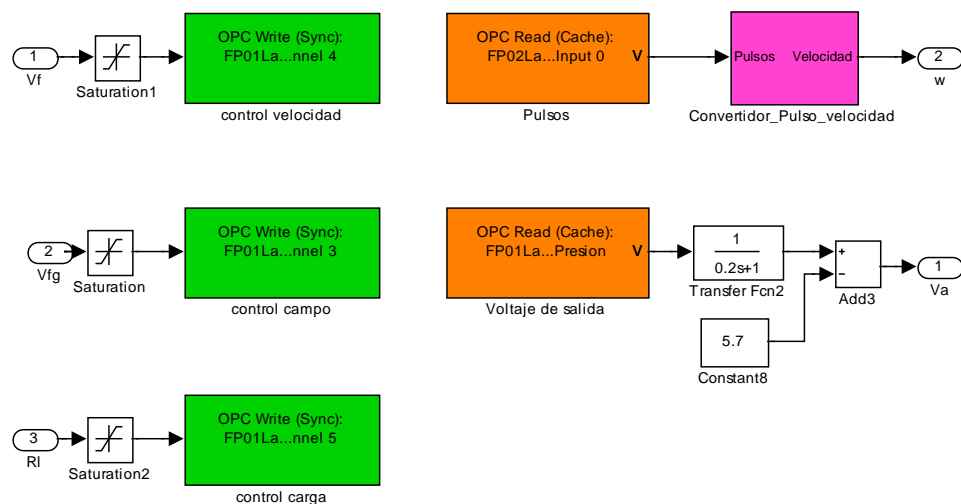 1
Vf
Saturation1
OPC Write (Sync):
FP01La...nnel 4
control velocidad
OPC Read (Cache):
FP02La...Input 0
V
Pulsos
Pulsos
Velocidad
Convertidor_Pulso_velocidad
2
w
2
Vfg
Saturation
OPC Write (Sync):
FP01La...nnel 3
control campo
OPC Read (Cache):
FP01La...Presion
V
Voltaje de salida
1
0.2s+1
Transfer Fcn2
+
−
Add3
1
Va
5.7
Constant8
3
Rl
Saturation2
OPC Write (Sync):
FP01La...nnel 5
control carga